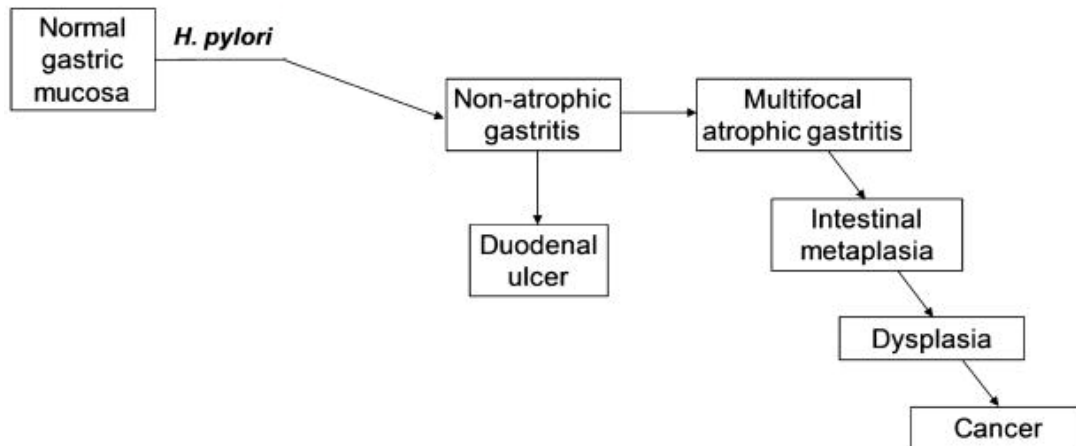 Normal
gastric
mucosa
H. pylori
Non-atrophic
gastritis
Multifocal
atrophic gastritis
Duodenal
ulcer
Intestinal
metaplasia
Dysplasia
Cancer